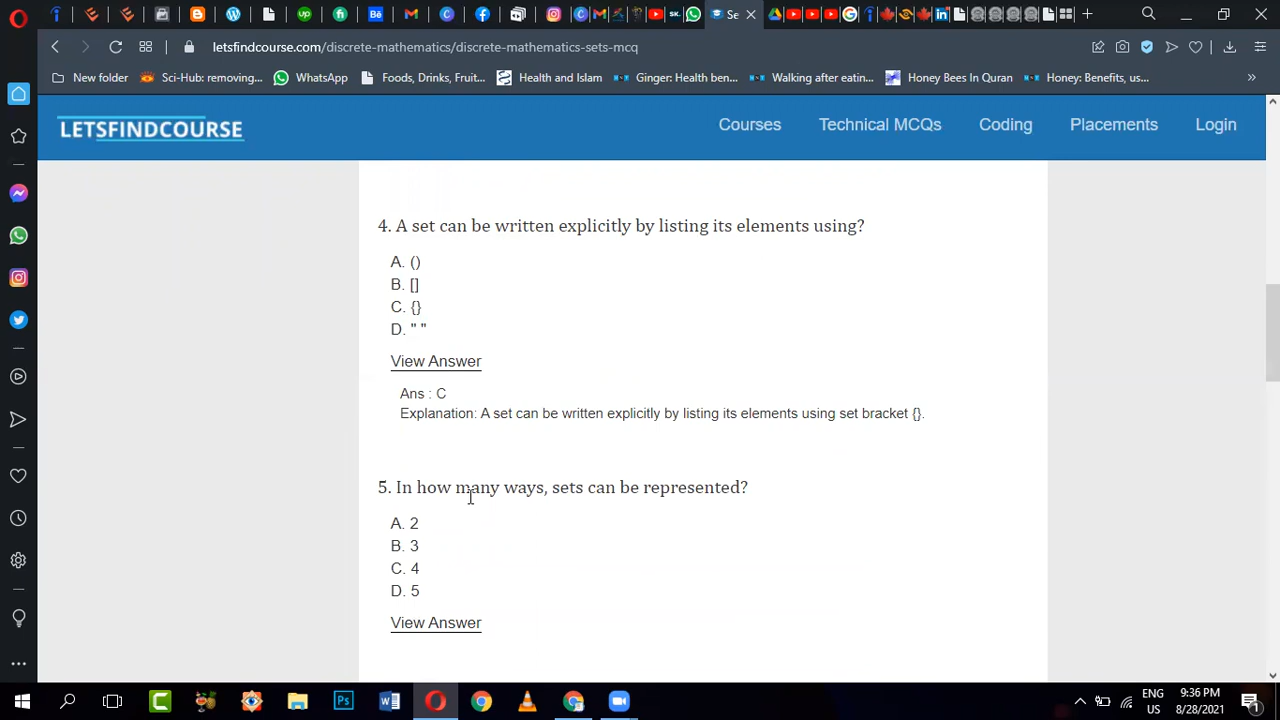 Se
letsfindcourse.com/discrete-mathematics/discrete-mathematics-sets-mcq
New folder
Sci-Hub: removing...
WhatsApp
Foods, Drinks, Fruit...
Health and Islam
Ginger: Health ben...
Walking after eatin...
Honey Bees In Quran
Honey: Benefits, us...
»
LETSFINDCOURSE
Courses
Technical MCQs
Coding
Placements
Login
4. A set can be written explicitly by listing its elements using?
A. ()
B. []
C. {}
D. " "
View Answer
Ans : C
Explanation: A set can be written explicitly by listing its elements using set bracket {}.
5. In how many ways, sets can be represented?
A. 2
B. 3
C. 4
D. 5
View Answer
ENG
US
9:36 PM
8/28/2021